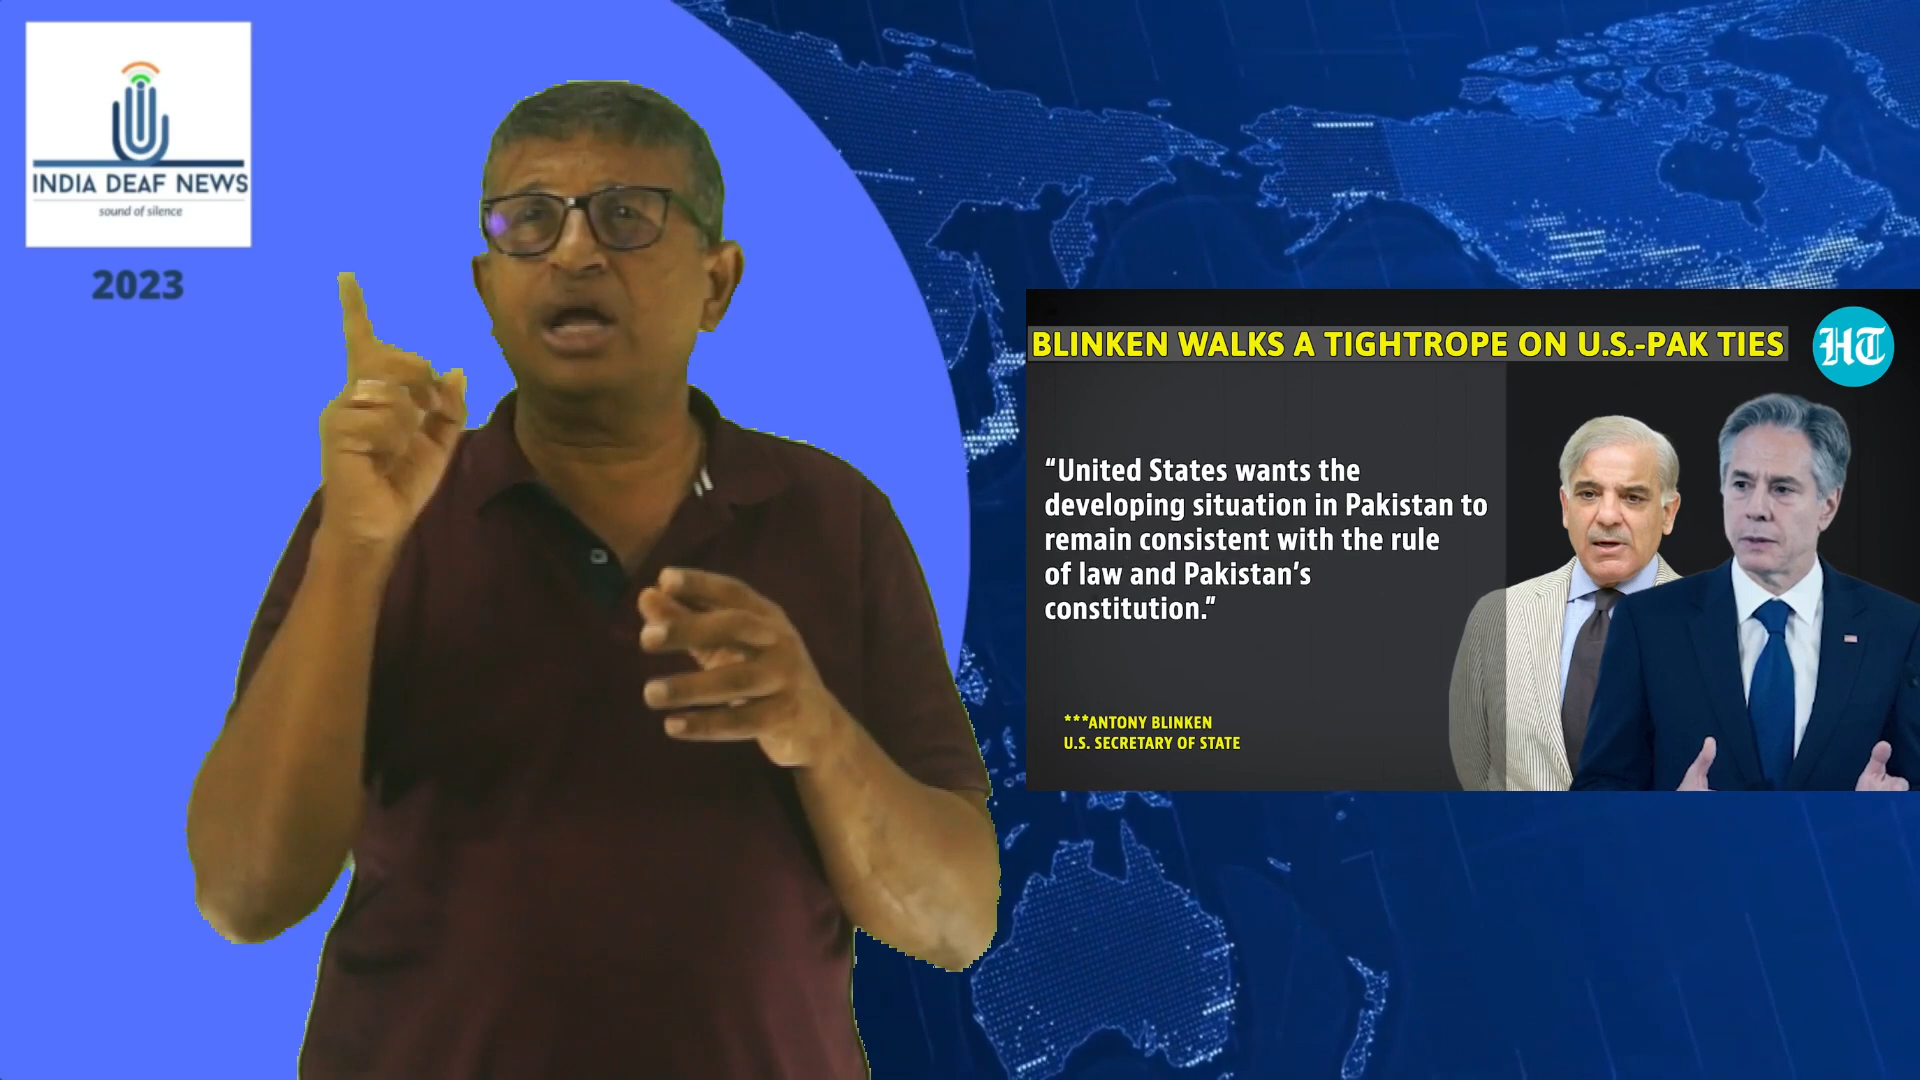 INDIA DEAF NEWS
sound of silence
2023
BLINKEN WALKS A TIGHTROPE ON U.S.-PAK TIES
HT
“United States wants the
developing situation in Pakistan to
remain consistent with the rule
of law and Pakistan’s
constitution.”
***ANTONY BLINKEN
U.S. SECRETARY OF STATE